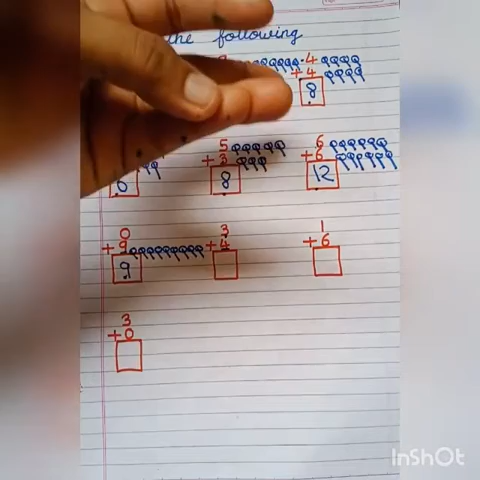 the following
4
+ 4
8
5 6
+ 3 + 6
8 12
0 3 1
+ 9 + 4 + 6
9
3
+ 0
InShOt